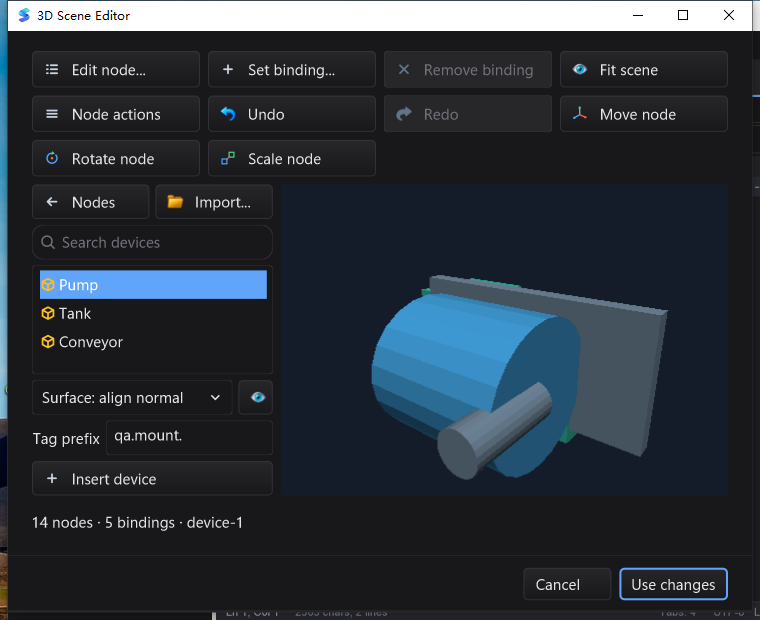 3D Scene Editor
Edit node...
Set binding...
Remove binding
Fit scene
Node actions
Undo
Redo
Move node
Rotate node
Scale node
Nodes
Import...
Search devices
Pump
Tank
Conveyor
Surface: align normal
Tag prefix
qa.mount.
Insert device
14 nodes · 5 bindings · device-1
Cancel
Use changes